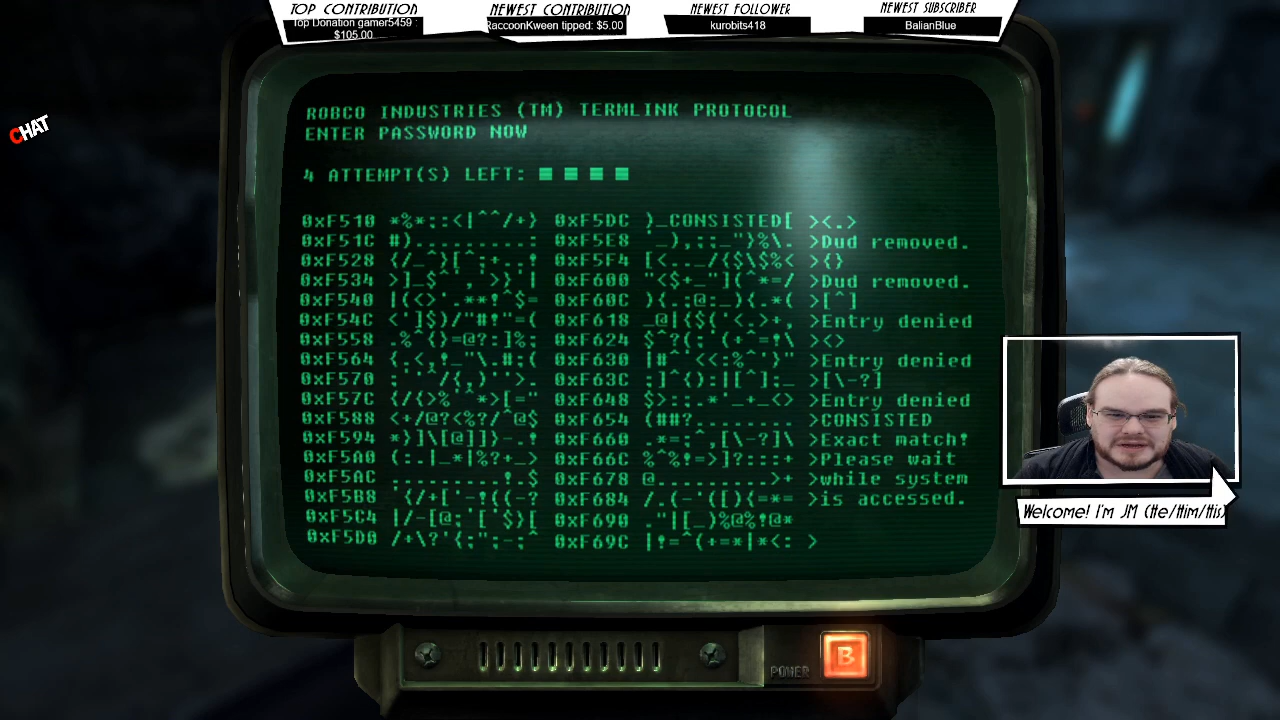 TOP CONTRIBUTION
Top Donation gamer5459 :
$105.00
NEWEST CONTRIBUTION
RaccoonKween tipped: $5.00
NEWEST FOLLOWER
kurobits418
NEWEST SUBSCRIBER
BalianBlue
CHAT
ROBCO INDUSTRIES (TM) TERMLINK PROTOCOL
ENTER PASSWORD NOW
4 ATTEMPT(S) LEFT: ■ ■ ■ ■
0xF510 *%*;:<|^^/+} 0xF5DC )_CONSISTED[ ><.>
0xF51C #)..........: 0xF5E8 _),:;_"}%\. >Dud removed.
0xF528 0xF5F4 [<.._/{$\$%< >{}
0xF534 0xF600 "<$+_"](^*=/ >Dud removed.
0xF540 |(<>'.**!^$= 0xF60C ){.;@:_){.*( >[^]
0xF54C <']$)/"#!"=( 0xF618 _@|{$('<.>+, >Entry denied
0xF558 .%^{}=@?:]%; 0xF624 ><>
0xF564 {.<,!_"\.#;( 0xF630 >Entry denied
0xF570 0xF63C >[\-?]
0xF57C 0xF648 $>:;.*'_+_<> >Entry denied
0xF588 <+/@?<%?/^@$ 0xF654 (##?........ >CONSISTED
0xF594 *)]\[@]]}-.! 0xF660 .*=;^,[\-?]\ >Exact match!
0xF5A0 (:.|_*|%?+_> 0xF66C %^%!=>]?:::+ >Please wait
0xF5AC 0xF678 @.........>+ >while system
0xF5B8 '{/+['-!((-? 0xF684 /.(-'([){=*= >is accessed.
0xF5C4 |/-[@;'['$)[ 0xF690 ."|[_)%@%!@*
0xF5D0 /+\?'{;";-;^ 0xF69C |!=^(+=*|*<: >
Welcome! I'm JM (He/Him/His)
POWER
B